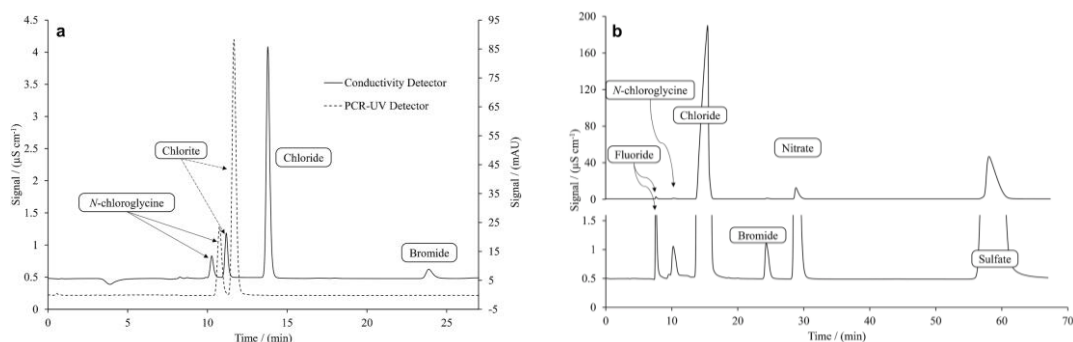 a
Signal / (µS cm⁻¹)
4.5
4
3.5
3
2.5
2
1.5
1
0.5
0
95
85
75
65
55
45
35
25
15
5
-5
Signal / (mAU)
Conductivity Detector
PCR-UV Detector
Chlorite
Chloride
N-chloroglycine
Bromide
0 5 10 15 20 25
Time / (min)
b
Signal / (µS cm⁻¹)
200
160
120
80
40
0
1.5
1
0.5
0
N-chloroglycine
Chloride
Fluoride
Nitrate
Bromide
Sulfate
0 10 20 30 40 50 60 70
Time / (min)